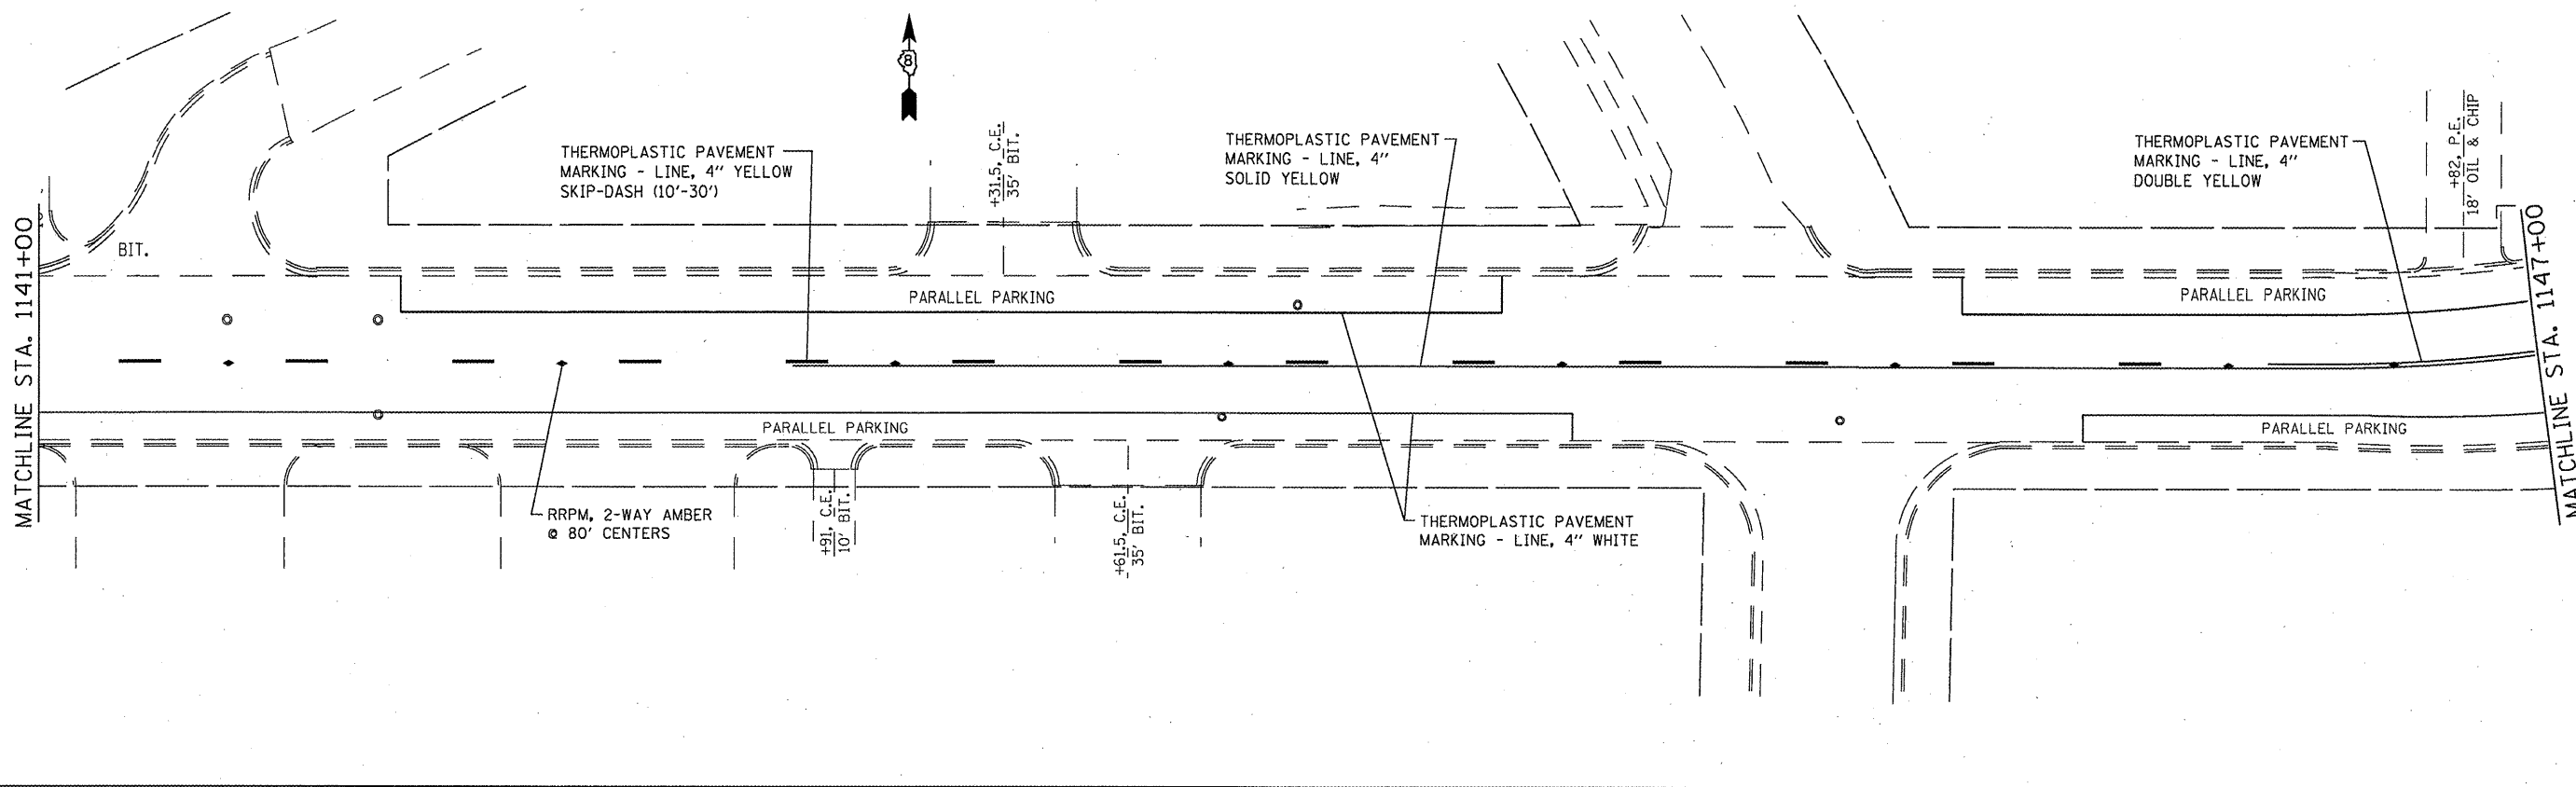 8
THERMOPLASTIC PAVEMENT
MARKING - LINE, 4" YELLOW
SKIP-DASH (10'-30')
+31.5, C.E.
35' BIT.
THERMOPLASTIC PAVEMENT
MARKING - LINE, 4"
SOLID YELLOW
THERMOPLASTIC PAVEMENT
MARKING - LINE, 4"
DOUBLE YELLOW
+82, P.E.
18' OIL & CHIP
MATCHLINE STA. 1141+00
BIT.
PARALLEL PARKING
PARALLEL PARKING
MATCHLINE STA. 1147+00
PARALLEL PARKING
PARALLEL PARKING
RRPM, 2-WAY AMBER
@ 80' CENTERS
+91, C.E.
10' BIT.
+61.5, C.E.
35' BIT.
THERMOPLASTIC PAVEMENT
MARKING - LINE, 4" WHITE